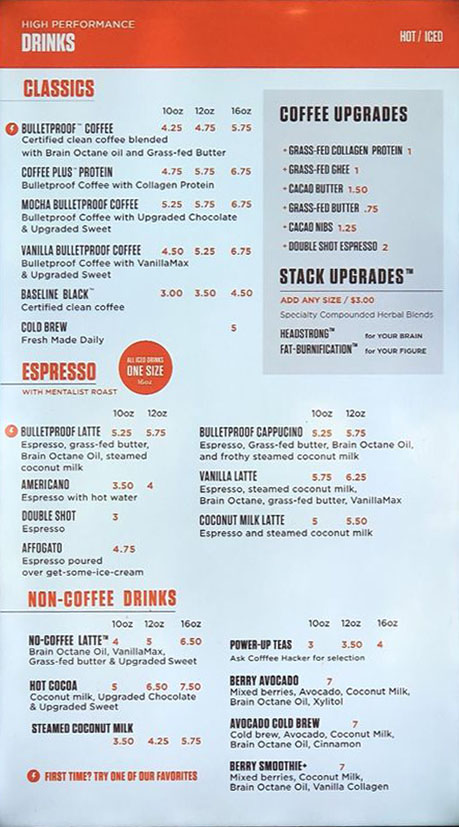 HIGH PERFORMANCE
DRINKS
HOT / ICED
CLASSICS
10oz 12oz 16oz
BULLETPROOF™ COFFEE 4.25 4.75 5.75
Certified clean coffee blended
with Brain Octane oil and Grass-fed Butter
COFFEE PLUS™ PROTEIN 4.75 5.75 6.75
Bulletproof Coffee with Collagen Protein
MOCHA BULLETPROOF COFFEE 5.25 5.75 6.75
Bulletproof Coffee with Upgraded Chocolate
& Upgraded Sweet
VANILLA BULLETPROOF COFFEE 4.50 5.25 6.75
Bulletproof Coffee with VanillaMax
& Upgraded Sweet
BASELINE BLACK™ 3.00 3.50 4.50
Certified clean coffee
COLD BREW 5
Fresh Made Daily
COFFEE UPGRADES
+GRASS-FED COLLAGEN PROTEIN 1
+GRASS-FED GHEE 1
+CACAO BUTTER 1.50
+GRASS-FED BUTTER .75
+CACAO NIBS 1.25
+DOUBLE SHOT ESPRESSO 2
STACK UPGRADES™
ADD ANY SIZE / $3.00
Specialty Compounded Herbal Blends
HEADSTRONG™ for YOUR BRAIN
FAT-BURNIFICATION™ for YOUR FIGURE
ESPRESSO
WITH MENTALIST ROAST
ALL ICED DRINKS
ONE SIZE
16oz
10oz 12oz
BULLETPROOF LATTE 5.25 5.75
Espresso, grass-fed butter,
Brain Octane Oil, steamed
coconut milk
AMERICANO 3.50 4
Espresso with hot water
DOUBLE SHOT 3
Espresso
AFFOGATO 4.75
Espresso poured
over get-some-ice-cream
10oz 12oz
BULLETPROOF CAPPUCINO 5.25 5.75
Espresso, Grass-fed butter, Brain Octane Oil,
and frothy steamed coconut milk
VANILLA LATTE 5.75 6.25
Espresso, steamed coconut milk,
Brain Octane, grass-fed butter, VanillaMax
COCONUT MILK LATTE 5 5.50
Espresso and steamed coconut milk
NON-COFFEE DRINKS
10oz 12oz 16oz
NO-COFFEE LATTE™ 4 5 6.50
Brain Octane Oil, VanillaMax,
Grass-fed butter & Upgraded Sweet
HOT COCOA 5 6.50 7.50
Coconut milk, Upgraded Chocolate
& Upgraded Sweet
STEAMED COCONUT MILK
3.50 4.25 5.75
FIRST TIME? TRY ONE OF OUR FAVORITES
10oz 12oz 16oz
POWER-UP TEAS 3 3.50 4
Ask Cofffee Hacker for selection
BERRY AVOCADO 7
Mixed berries, Avocado, Coconut Milk,
Brain Octane Oil, Xylitol
AVOCADO COLD BREW 7
Cold brew, Avocado, Coconut Milk,
Brain Octane Oil, Cinnamon
BERRY SMOOTHIE+ 7
Mixed berries, Coconut Milk,
Brain Octane Oil, Vanilla Collagen